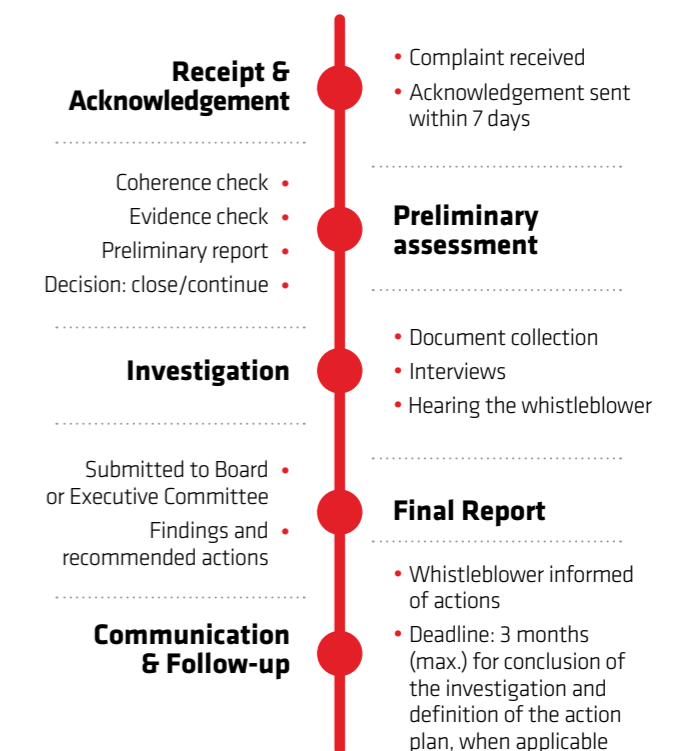 Receipt &
Acknowledgement
• Complaint received
• Acknowledgement sent
within 7 days
Preliminary
assessment
Coherence check •
Evidence check •
Preliminary report •
Decision: close/continue •
Investigation
• Document collection
• Interviews
• Hearing the whistleblower
Final Report
Submitted to Board •
or Executive Committee
Findings and •
recommended actions
Communication
& Follow-up
• Whistleblower informed
of actions
• Deadline: 3 months
(max.) for conclusion of
the investigation and
definition of the action
plan, when applicable